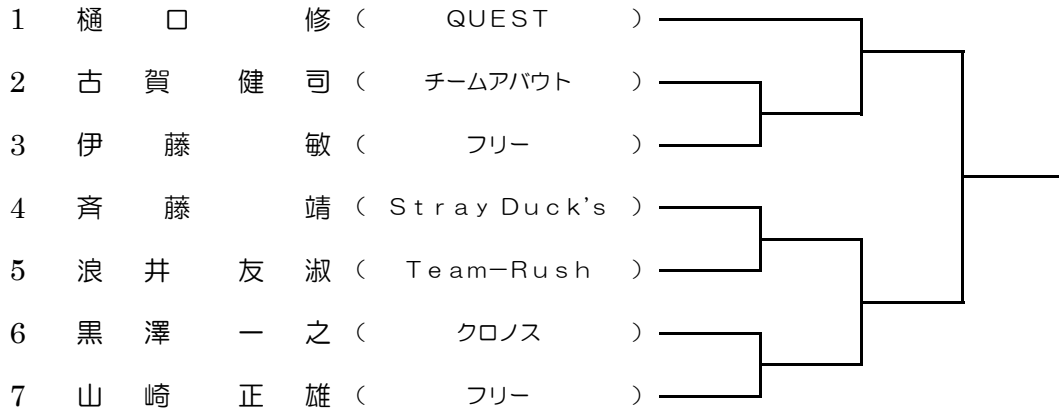 1 樋口 修 （ QUEST ）
2 古賀 健司 （ チームアバウト ）
3 伊藤 敏 （ フリー ）
4 斉藤 靖 （ Stray Duck's ）
5 浪井 友淑 （ Team−Rush ）
6 黒澤 一之 （ クロノス ）
7 山崎 正雄 （ フリー ）